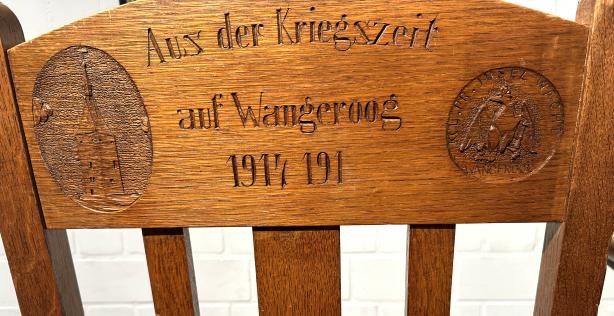 Aus der Kriegszeit
auf Wangeroog
1914 191